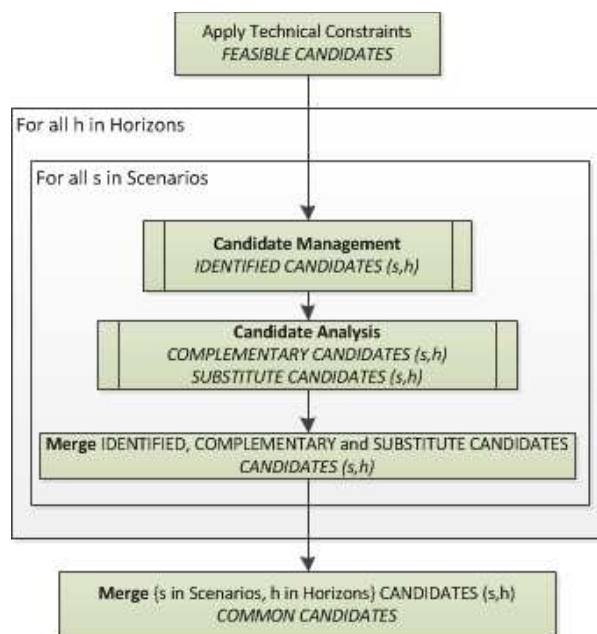 Apply Technical Constraints
FEASIBLE CANDIDATES
For all h in Horizons
For all s in Scenarios
Candidate Management
IDENTIFIED CANDIDATES (s,h)
Candidate Analysis
COMPLEMENTARY CANDIDATES (s,h)
SUBSTITUTE CANDIDATES (s,h)
Merge IDENTIFIED, COMPLEMENTARY and SUBSTITUTE CANDIDATES
CANDIDATES (s,h)
Merge {s in Scenarios, h in Horizons} CANDIDATES (s,h)
COMMON CANDIDATES